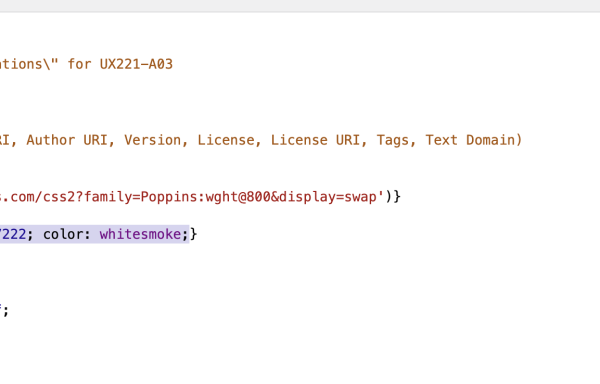 ations\" for UX221-A03
RI, Author URI, Version, License, License URI, Tags, Text Domain)
s.com/css2?family=Poppins:wght@800&display=swap')}
7222; color: whitesmoke;}
;